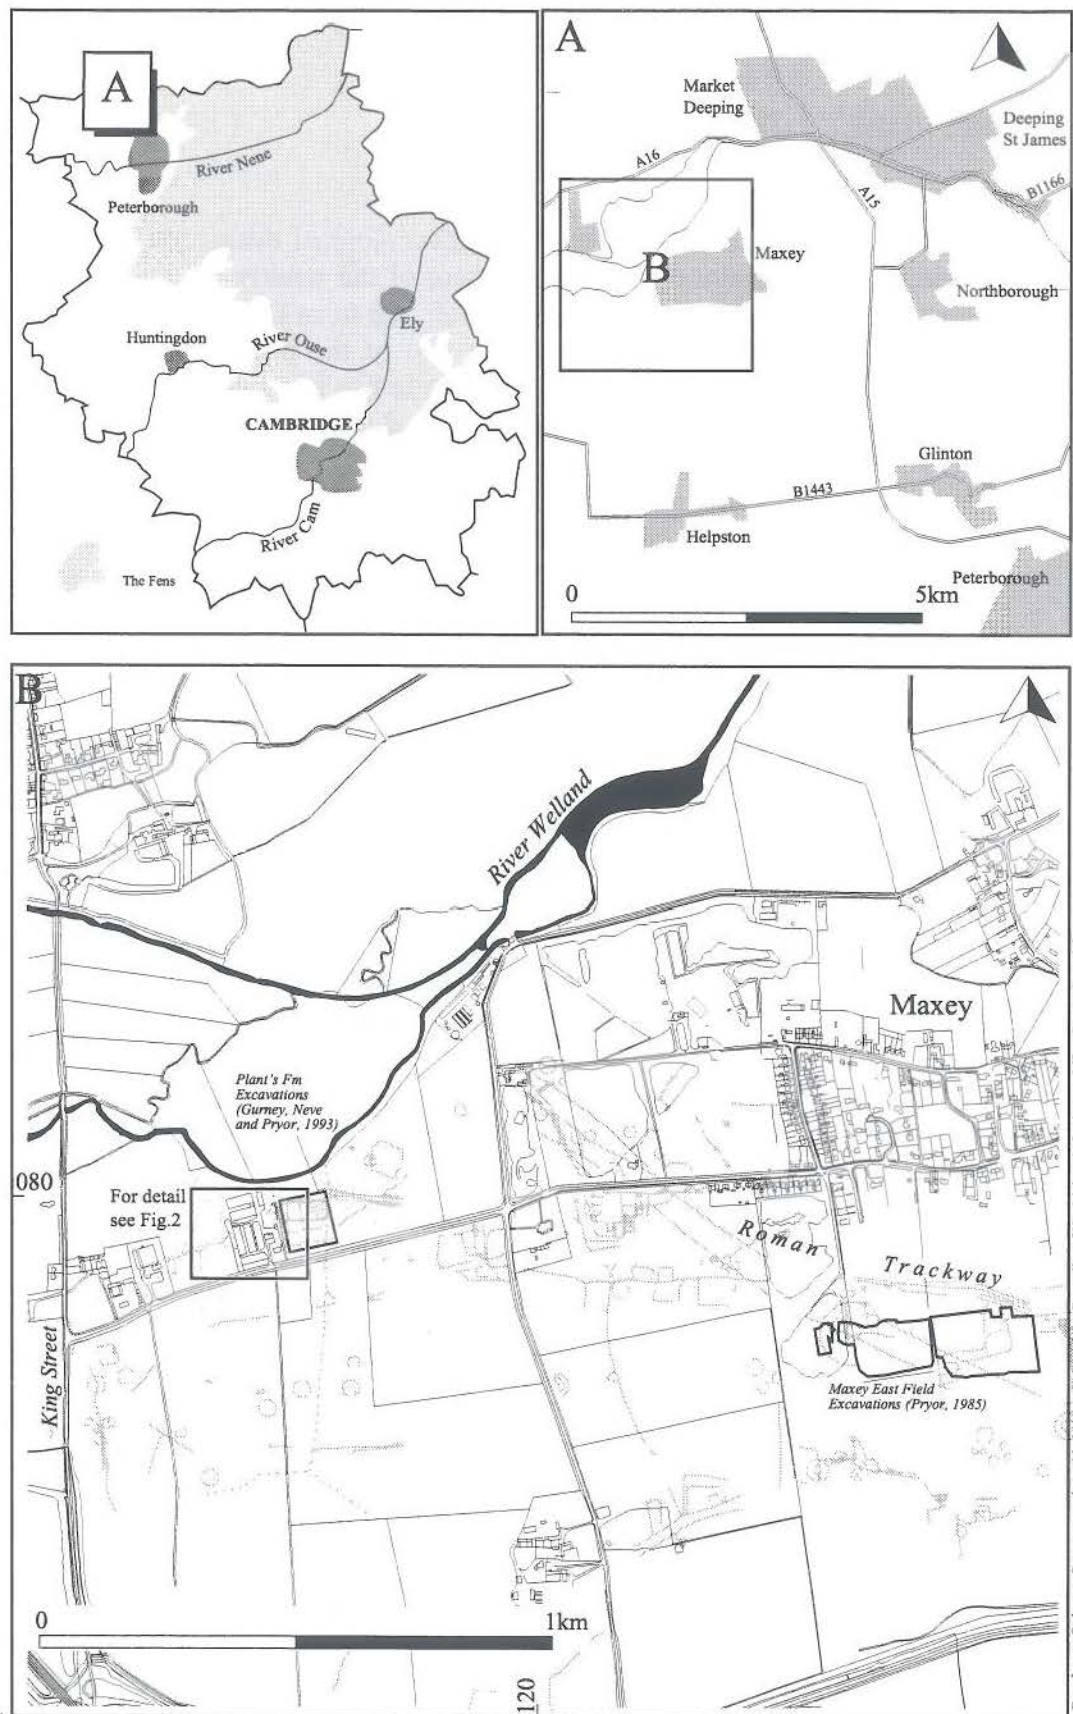 A
River Nene
Peterborough
Ely
Huntingdon
River Ouse
CAMBRIDGE
River Cam
The Fens
A
Market
Deeping
Deeping
St James
A16
A15
B1166
B
Maxey
Northborough
Glinton
B1443
Helpston
Peterborough
0
5km
B
River Welland
Maxey
Plant's Fm
Excavations
(Gurney, Neve
and Pryor, 1993)
080
For detail
see Fig.2
Roman
Trackway
King Street
Maxey East Field
Excavations (Pryor, 1985)
0
1km
120